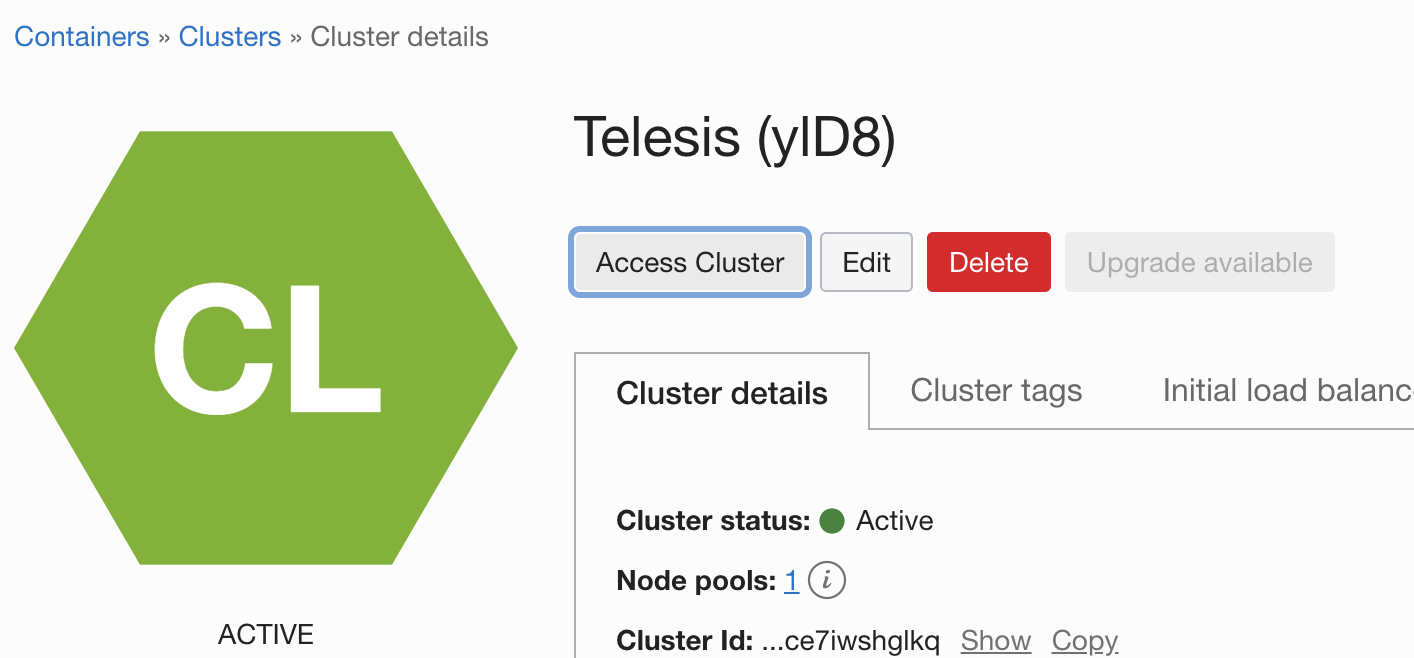 Containers » Clusters » Cluster details
Telesis (ylD8)
Access Cluster Edit Delete Upgrade available
CL
Cluster details Cluster tags Initial load balanc
Cluster status: Active
Node pools: 1 i
ACTIVE
Cluster Id: ...ce7iwshglkq Show Copy